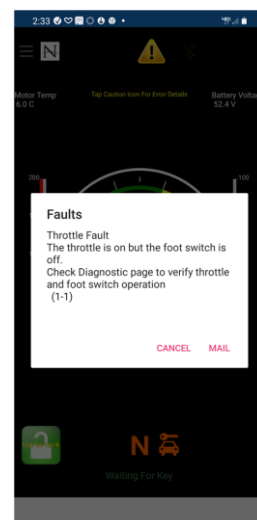 2:33
N
Motor Temp
Tap Caution Icon For Error Details
Battery Volta
6.0 C
52.4 V
200
100
Faults
Throttle Fault
The throttle is on but the foot switch is
off.
Check Diagnostic page to verify throttle
and foot switch operation
(1-1)
CANCEL
MAIL
N
Waiting For Key